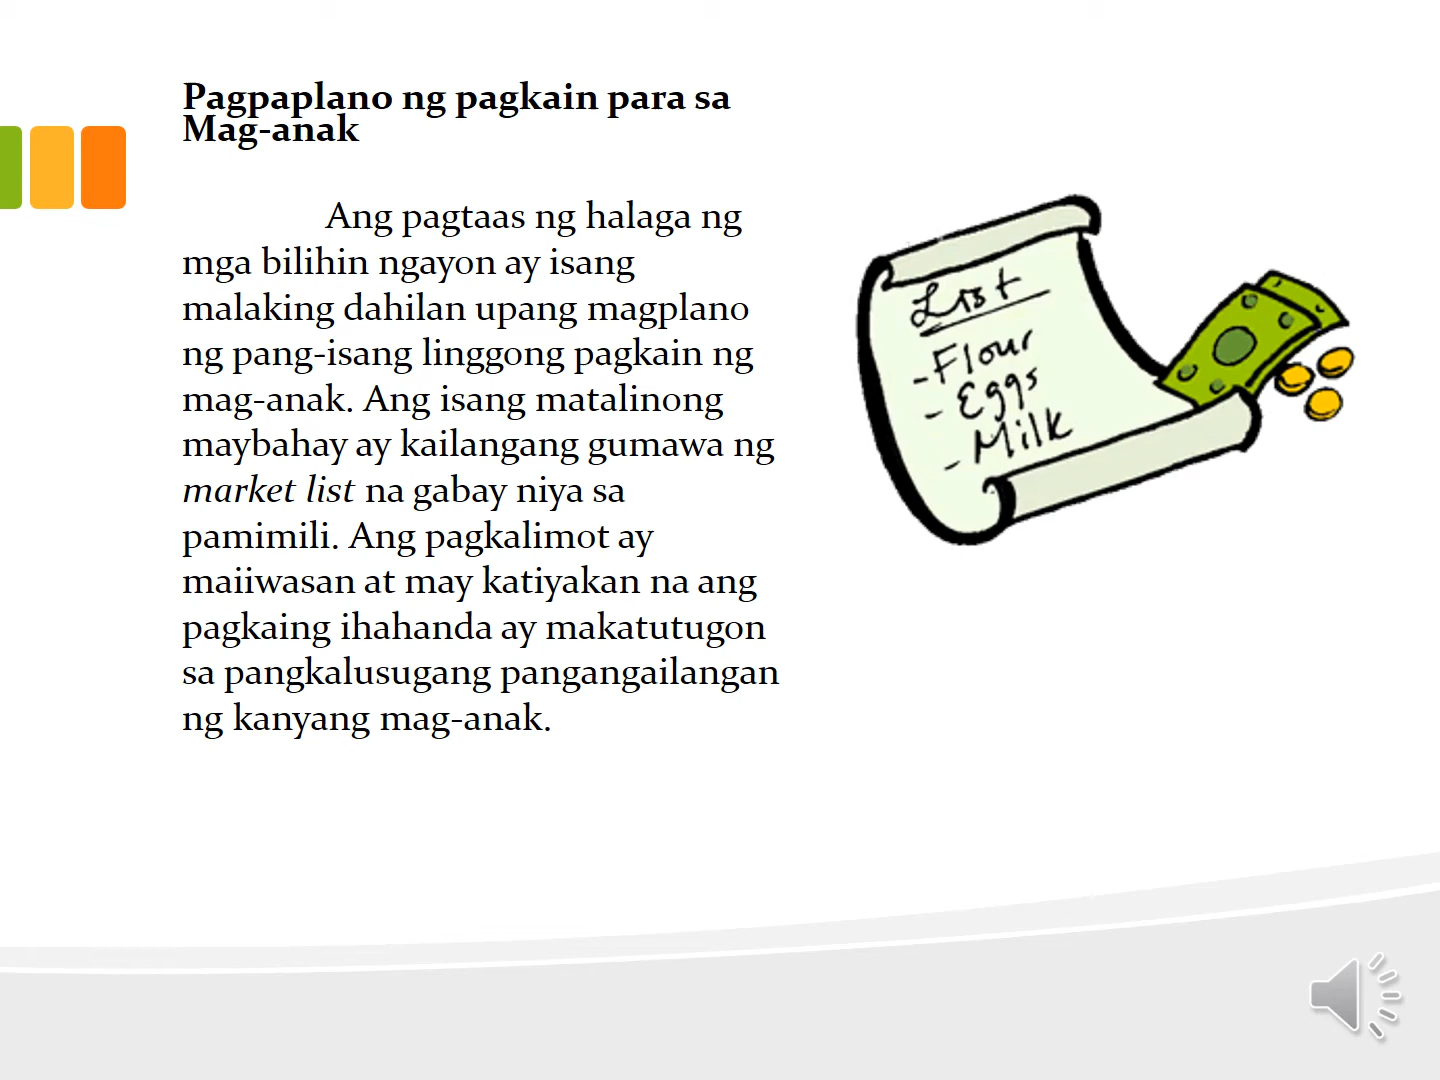 Pagpaplano ng pagkain para sa
Mag-anak
Ang pagtaas ng halaga ng
mga bilihin ngayon ay isang
malaking dahilan upang magplano
ng pang-isang linggong pagkain ng
mag-anak. Ang isang matalinong
maybahay ay kailangang gumawa ng
market list na gabay niya sa
pamimili. Ang pagkalimot ay
maiiwasan at may katiyakan na ang
pagkaing ihahanda ay makatutugon
sa pangkalusugang pangangailangan
ng kanyang mag-anak.
List
-Flour
- Eggs
- Milk